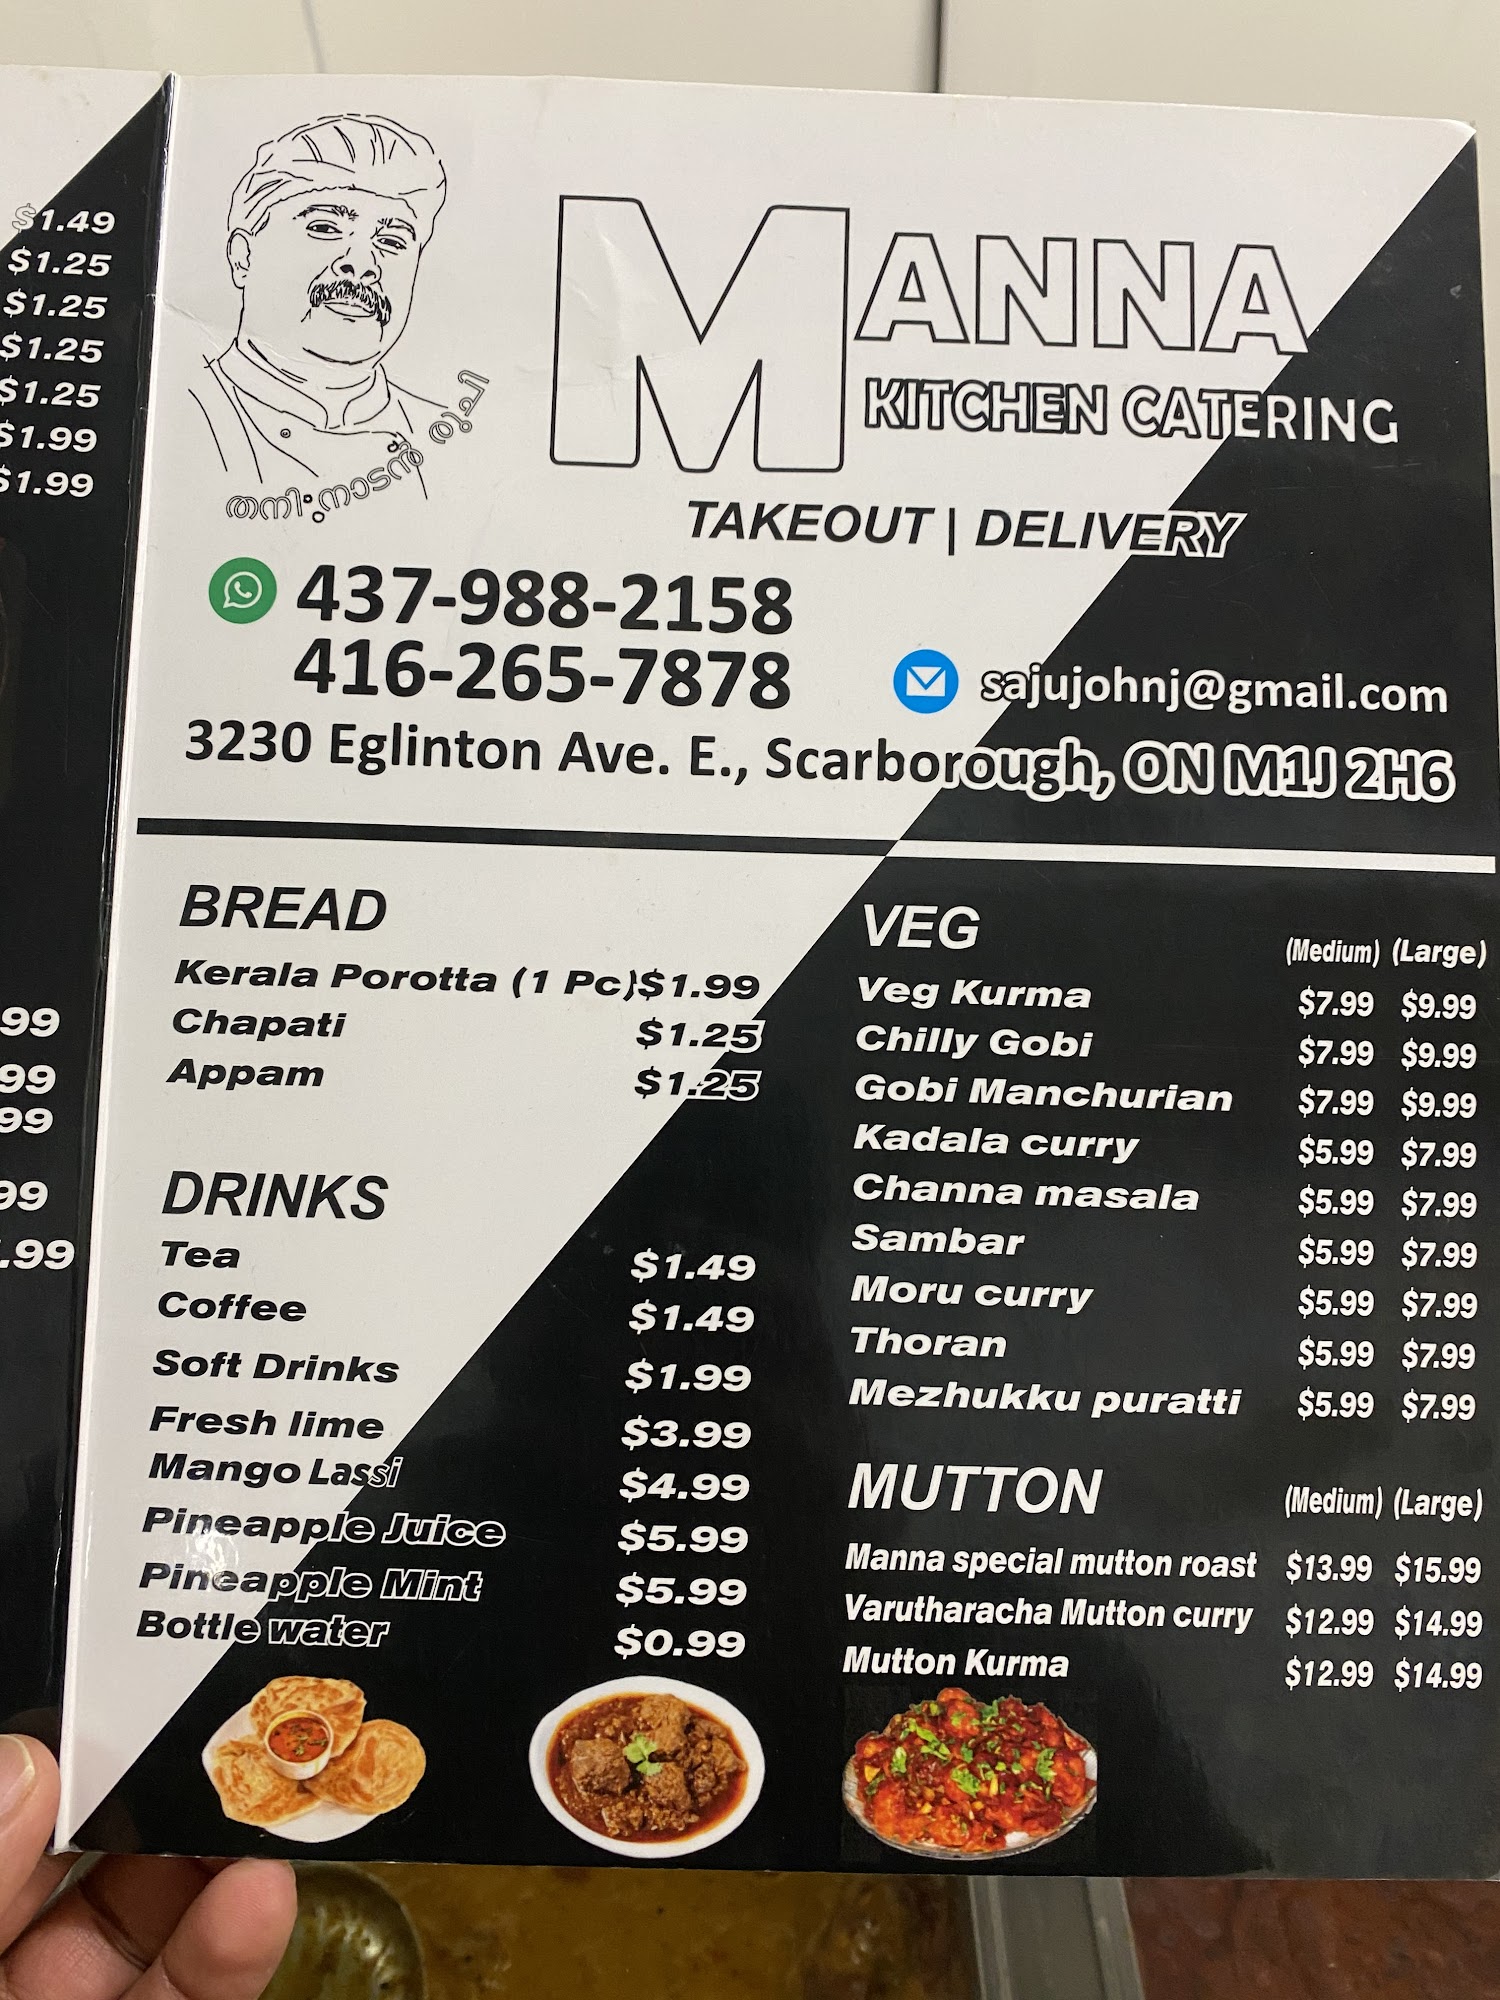 $1.49
$1.25
$1.25
$1.25
$1.25
$1.99
$1.99
99
99
99
99
.99
തനി നാടൻ രുചി
MANNA
KITCHEN CATERING
TAKEOUT | DELIVERY
437-988-2158
416-265-7878
sajujohnj@gmail.com
3230 Eglinton Ave. E., Scarborough, ON M1J 2H6
BREAD
Kerala Porotta (1 Pc) $1.99
Chapati $1.25
Appam $1.25
DRINKS
Tea $1.49
Coffee $1.49
Soft Drinks $1.99
Fresh lime $3.99
Mango Lassi $4.99
Pineapple Juice $5.99
Pineapple Mint $5.99
Bottle water $0.99
VEG (Medium) (Large)
Veg Kurma $7.99 $9.99
Chilly Gobi $7.99 $9.99
Gobi Manchurian $7.99 $9.99
Kadala curry $5.99 $7.99
Channa masala $5.99 $7.99
Sambar $5.99 $7.99
Moru curry $5.99 $7.99
Thoran $5.99 $7.99
Mezhukku puratti $5.99 $7.99
MUTTON (Medium) (Large)
Manna special mutton roast $13.99 $15.99
Varutharacha Mutton curry $12.99 $14.99
Mutton Kurma $12.99 $14.99